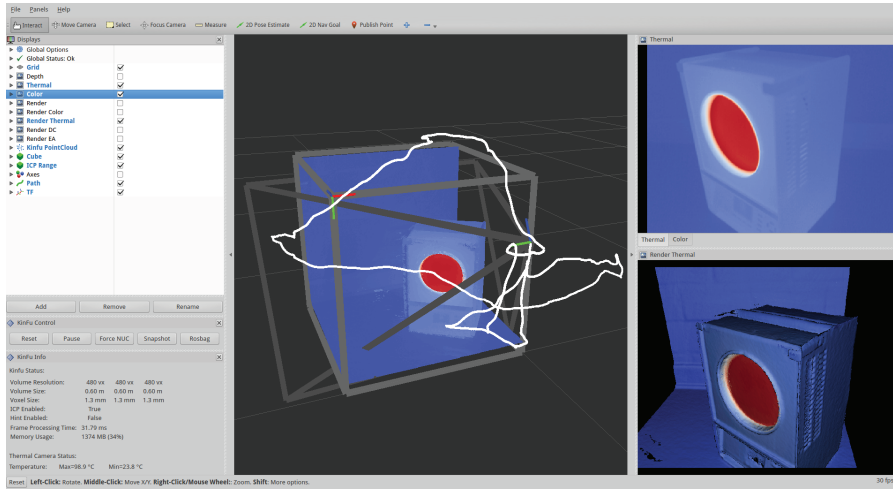 File Panels Help
Interact Move Camera Select Focus Camera Measure 2D Pose Estimate 2D Nav Goal Publish Point
Displays
Global Options
Global Status: Ok
Grid
Depth
Thermal
Color
Render
Render Color
Render Thermal
Render DC
Render EA
Kinfu PointCloud
Cube
ICP Range
Axes
Path
TF
Add Remove Rename
KinFu Control
Reset Pause Force NUC Snapshot Rosbag
KinFu Info
Kinfu Status:
Volume Resolution: 480 vx 480 vx 480 vx
Volume Size: 0.60 m 0.60 m 0.60 m
Voxel Size: 1.3 mm 1.3 mm 1.3 mm
ICP Enabled: True
Hint Enabled: False
Frame Processing Time: 31.79 ms
Memory Usage: 1374 MB (34%)
Thermal Camera Status:
Temperature: Max=98.9 °C Min=23.8 °C
Thermal
Thermal Color
Render Thermal
Reset Left-Click: Rotate. Middle-Click: Move X/Y. Right-Click/Mouse Wheel:: Zoom. Shift: More options.
30 fps